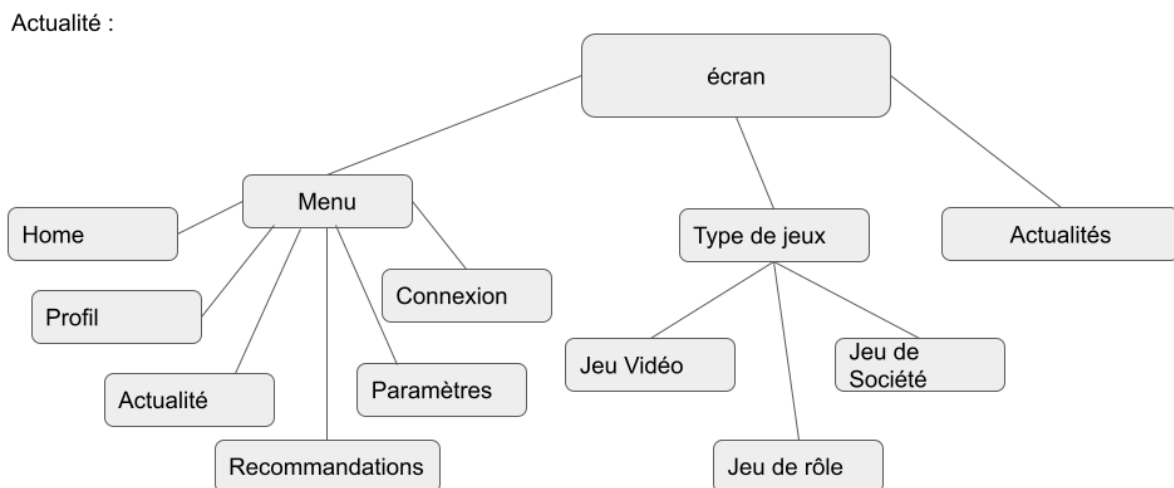 Actualité :
écran
Menu
Home
Type de jeux
Actualités
Connexion
Profil
Jeu Vidéo
Jeu de
Société
Paramètres
Actualité
Recommandations
Jeu de rôle